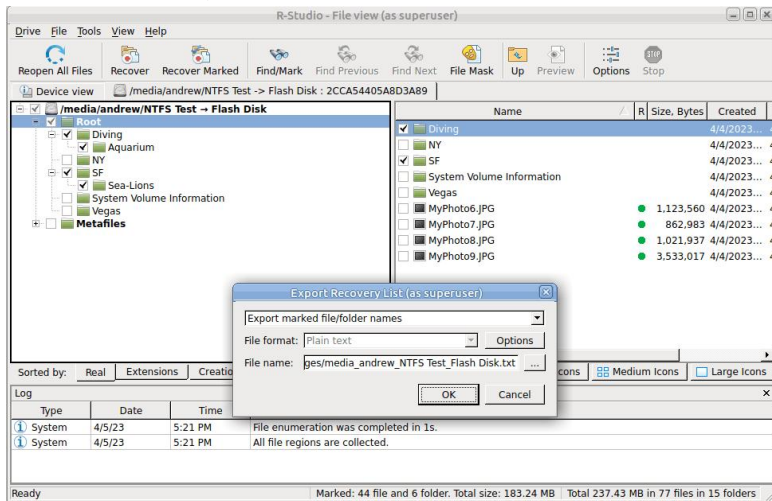 R-Studio - File view (as superuser)
Drive File Tools View Help
Reopen All Files Recover Recover Marked Find/Mark Find Previous Find Next File Mask Up Preview Options Stop
Device view /media/andrew/NTFS Test -> Flash Disk : 2CCA54405A8D3A89
/media/andrew/NTFS Test → Flash Disk
Root
Diving
Aquarium
NY
SF
Sea-Lions
System Volume Information
Vegas
Metafiles
Name R Size, Bytes Created
Diving 4/4/2023...
NY 4/4/2023...
SF 4/4/2023...
System Volume Information 4/4/2023...
Vegas 4/4/2023...
MyPhoto6.JPG 1,123,560 4/4/2023...
MyPhoto7.JPG 862,983 4/4/2023...
MyPhoto8.JPG 1,021,937 4/4/2023...
MyPhoto9.JPG 3,533,017 4/4/2023...
Export Recovery List (as superuser)
Export marked file/folder names
File format: Plain text Options
File name: ges/media_andrew_NTFS Test_Flash Disk.txt ...
OK Cancel
Sorted by: Real Extensions Creatio cons Medium Icons Large Icons
Log
Type Date Time
System 4/5/23 5:21 PM File enumeration was completed in 1s.
System 4/5/23 5:21 PM All file regions are collected.
Ready Marked: 44 file and 6 folder. Total size: 183.24 MB Total 237.43 MB in 77 files in 15 folders